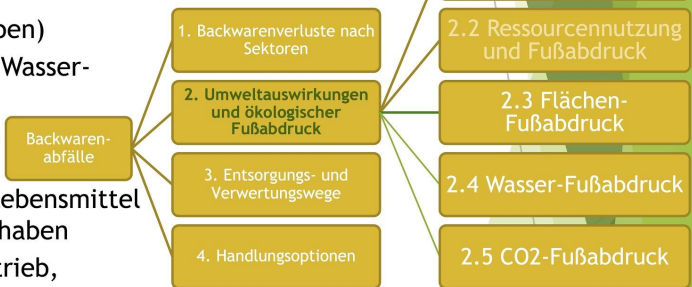 ben)
Wasser-
ebensmittel
haben
trieb,
Backwaren-
abfälle
1. Backwarenverluste nach
Sektoren
2. Umweltauswirkungen
und ökologischer
Fußabdruck
3. Entsorgungs- und
Verwertungswege
4. Handlungsoptionen
2.2 Ressourcennutzung
und Fußabdruck
2.3 Flächen-
Fußabdruck
2.4 Wasser-Fußabdruck
2.5 CO2-Fußabdruck